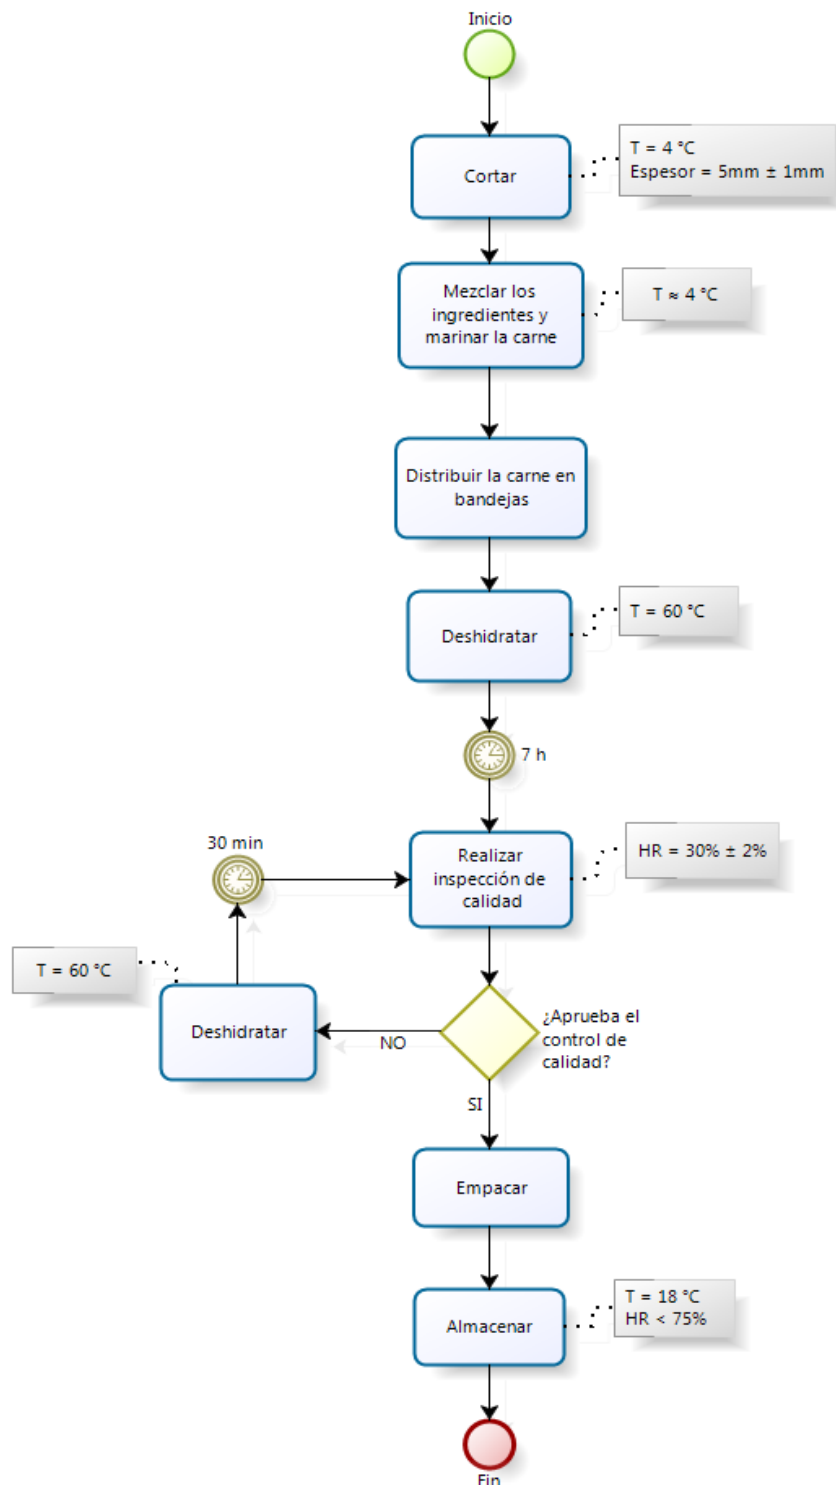 Inicio
Cortar
T = 4 °C
Espesor = 5mm ± 1mm
Mezclar los
ingredientes y
marinar la carne
T ≈ 4 °C
Distribuir la carne en
bandejas
Deshidratar
T = 60 °C
7 h
30 min
Realizar
inspección de
calidad
HR = 30% ± 2%
T = 60 °C
Deshidratar
NO
¿Aprueba el
control de
calidad?
SI
Empacar
Almacenar
T = 18 °C
HR < 75%
Fin